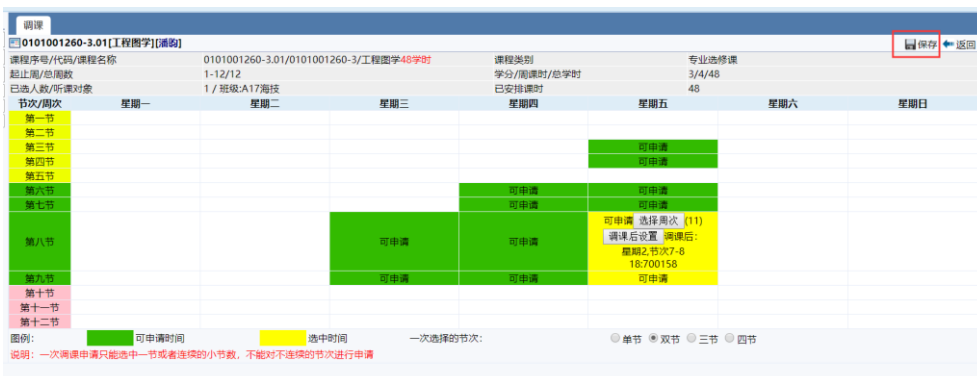 调课
0101001260-3.01[工程图学][潘昀] 保存 返回
课程序号/代码/课程名称 0101001260-3.01/0101001260-3/工程图学48学时 课程类别 专业选修课
起止周/总周数 1-12/12 学分/周课时/总学时 3/4/48
已选人数/听课对象 1 / 班级:A17海技 已安排课时 48
节次/周次 星期一 星期二 星期三 星期四 星期五 星期六 星期日
第一节
第二节
第三节 可申请
第四节 可申请
第五节
第六节 可申请 可申请
第七节 可申请 可申请
第八节 可申请 可申请 可申请 选择周次 (11)
调课后设置 调课后:
星期2,节次7-8
18:700158
第九节 可申请 可申请 可申请
第十节
第十一节
第十二节
图例: 可申请时间 选中时间 一次选择的节次: 单节 双节 三节 四节
说明: 一次调课申请只能选中一节或者连续的小节数，不能对不连续的节次进行申请